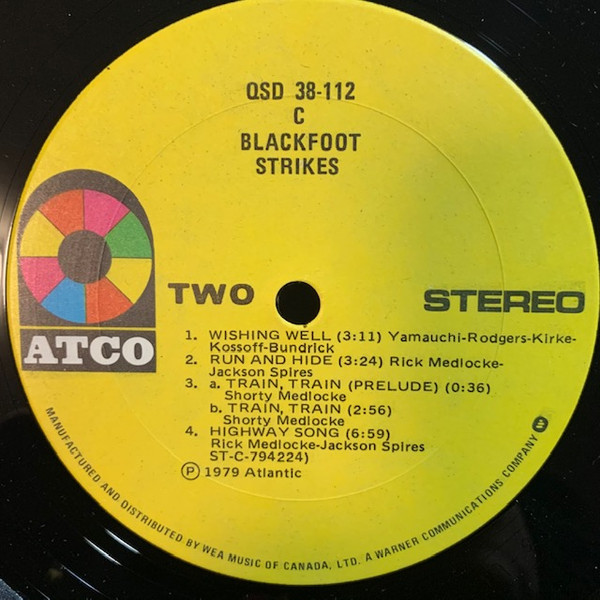 QSD 38-112
C
BLACKFOOT
STRIKES
ATCO
TWO
STEREO
1. WISHING WELL (3:11) Yamauchi-Rodgers-Kirke-
Kossoff-Bundrick
2. RUN AND HIDE (3:24) Rick Medlocke-
Jackson Spires
3. a. TRAIN, TRAIN (PRELUDE) (0:36)
Shorty Medlocke
b. TRAIN, TRAIN (2:56)
Shorty Medlocke
4. HIGHWAY SONG (6:59)
Rick Medlocke-Jackson Spires
ST-C-794224)
Ⓟ 1979 Atlantic
MANUFACTURED AND DISTRIBUTED BY WEA MUSIC OF CANADA, LTD. A WARNER COMMUNICATIONS COMPANY